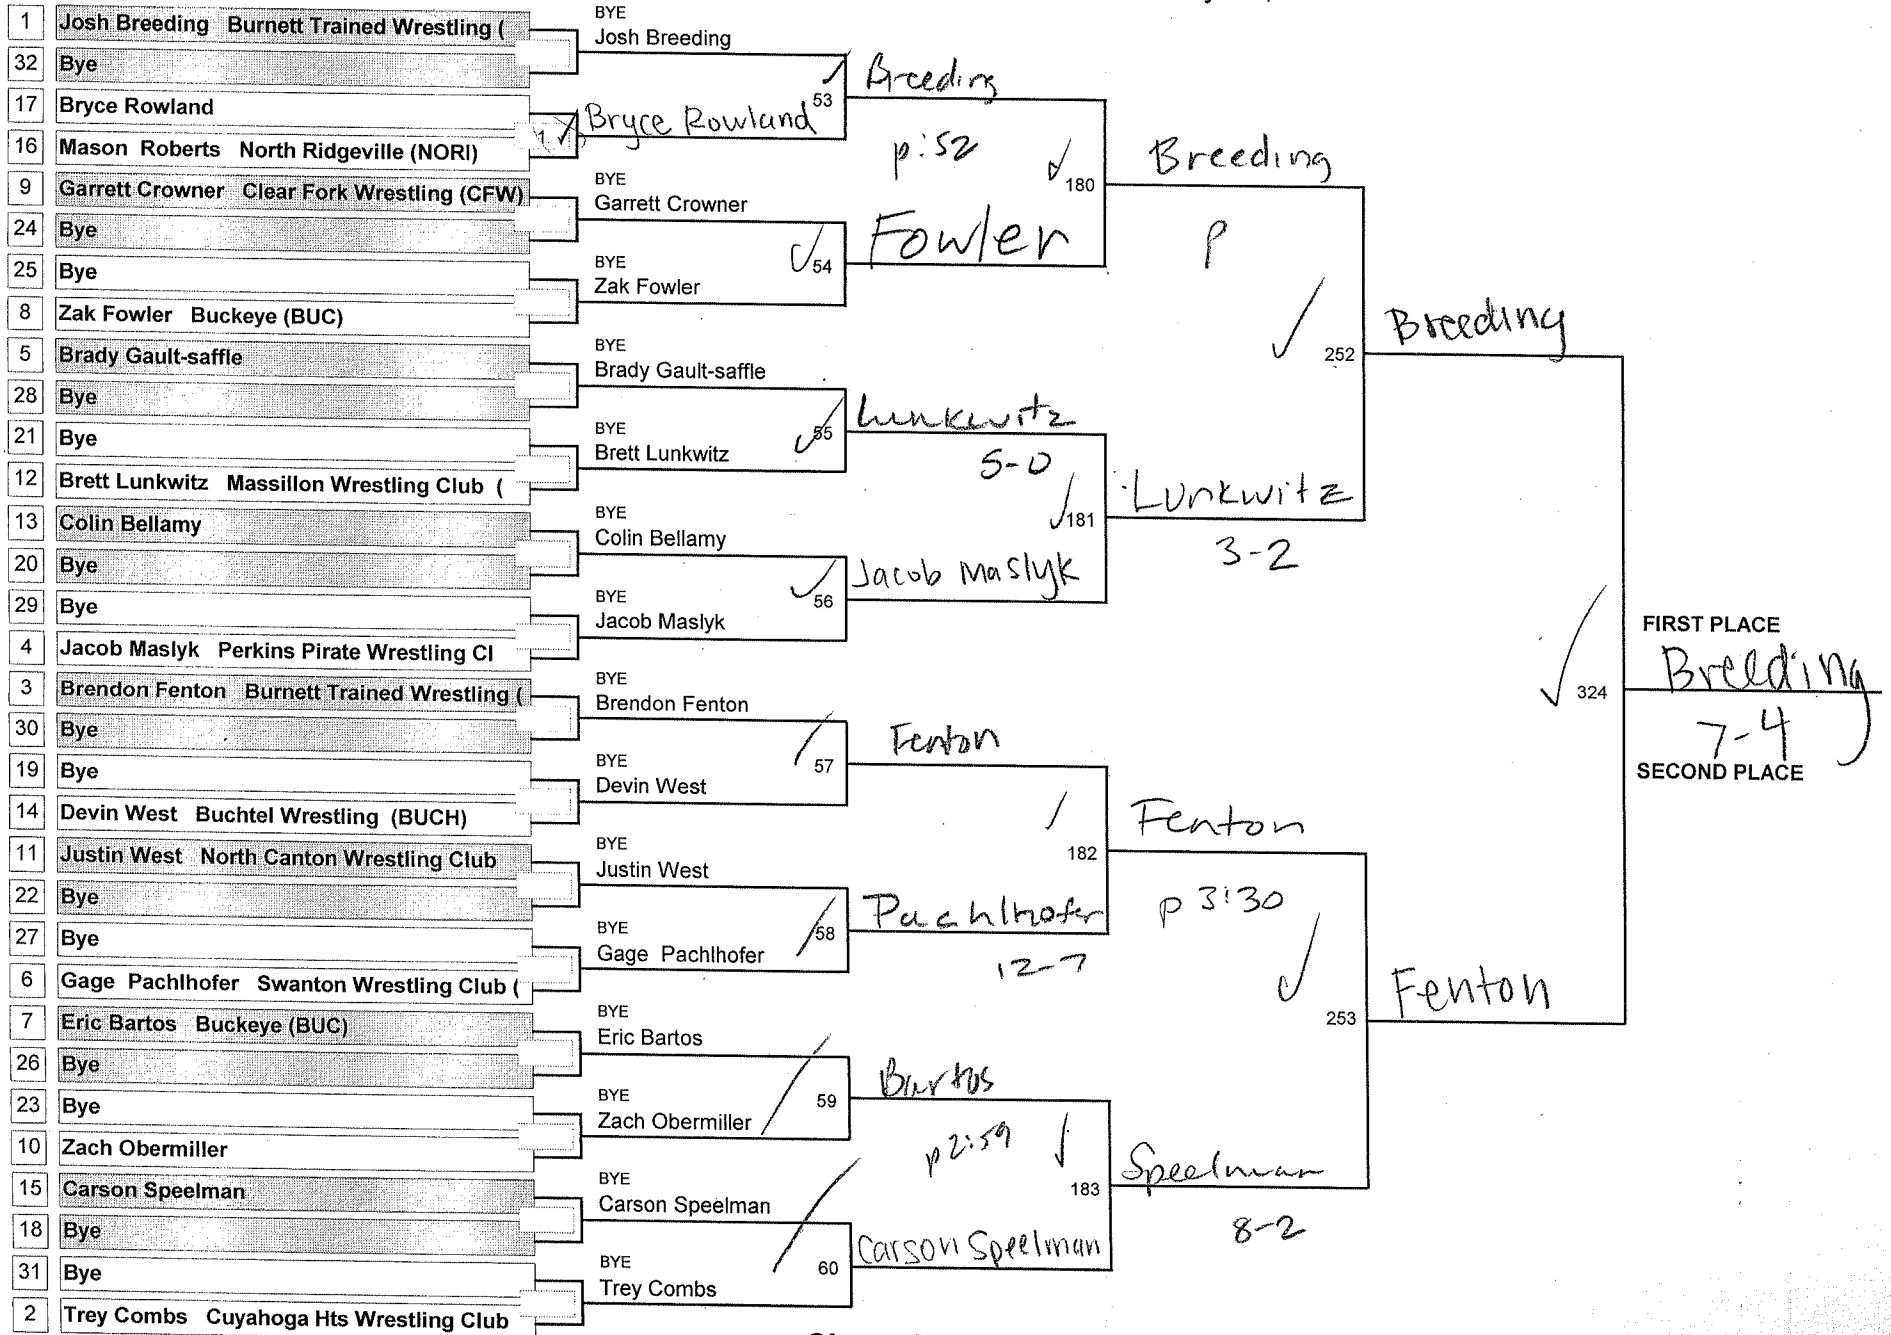 1 Josh Breeding Burnett Trained Wrestling (
32 Bye
17 Bryce Rowland
16 Mason Roberts North Ridgeville (NORI)
9 Garrett Crowner Clear Fork Wrestling (CFW)
24 Bye
25 Bye
8 Zak Fowler Buckeye (BUC)
5 Brady Gault-saffle
28 Bye
21 Bye
12 Brett Lunkwitz Massillon Wrestling Club (
13 Colin Bellamy
20 Bye
29 Bye
4 Jacob Maslyk Perkins Pirate Wrestling Cl
3 Brendon Fenton Burnett Trained Wrestling (
30 Bye
19 Bye
14 Devin West Buchtel Wrestling (BUCH)
11 Justin West North Canton Wrestling Club
22 Bye
27 Bye
6 Gage Pachlhofer Swanton Wrestling Club (
7 Eric Bartos Buckeye (BUC)
26 Bye
23 Bye
10 Zach Obermiller
15 Carson Speelman
18 Bye
31 Bye
2 Trey Combs Cuyahoga Hts Wrestling Club
BYE
Josh Breeding
53
Bryce Rowland
BYE
Garrett Crowner
54
BYE
Zak Fowler
BYE
Brady Gault-saffle
55
BYE
Brett Lunkwitz
BYE
Colin Bellamy
56
BYE
Jacob Maslyk
BYE
Brendon Fenton
57
BYE
Devin West
BYE
Justin West
58
BYE
Gage Pachlhofer
BYE
Eric Bartos
59
BYE
Zach Obermiller
BYE
Carson Speelman
60
BYE
Trey Combs
Breeding
p:52
180
Fowler
Lunkwitz
5-0
181
Jacob Maslyk
Fenton
182
Pachlhofer
12-7
Bartos
p2:59
183
Carson Speelman
Breeding
p
252
Lunkwitz
3-2
Fenton
p 3:30
253
Speelman
8-2
Breeding
324
Fenton
FIRST PLACE
Breeding
7-4
SECOND PLACE